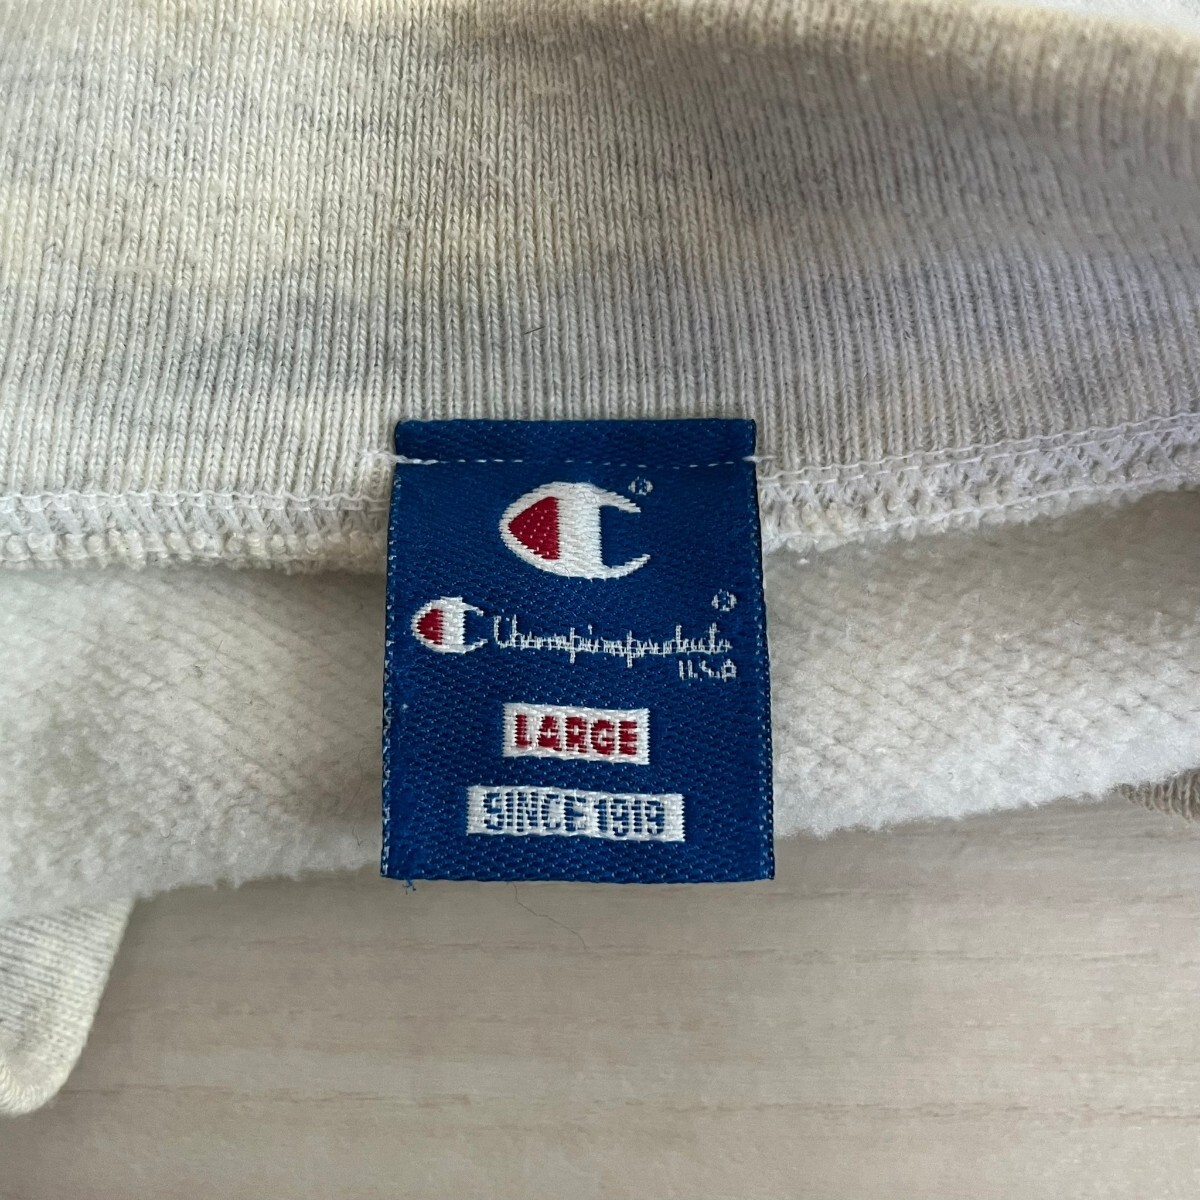 ®
®
Championproducts
U.S.A
LARGE
SINCE 1919